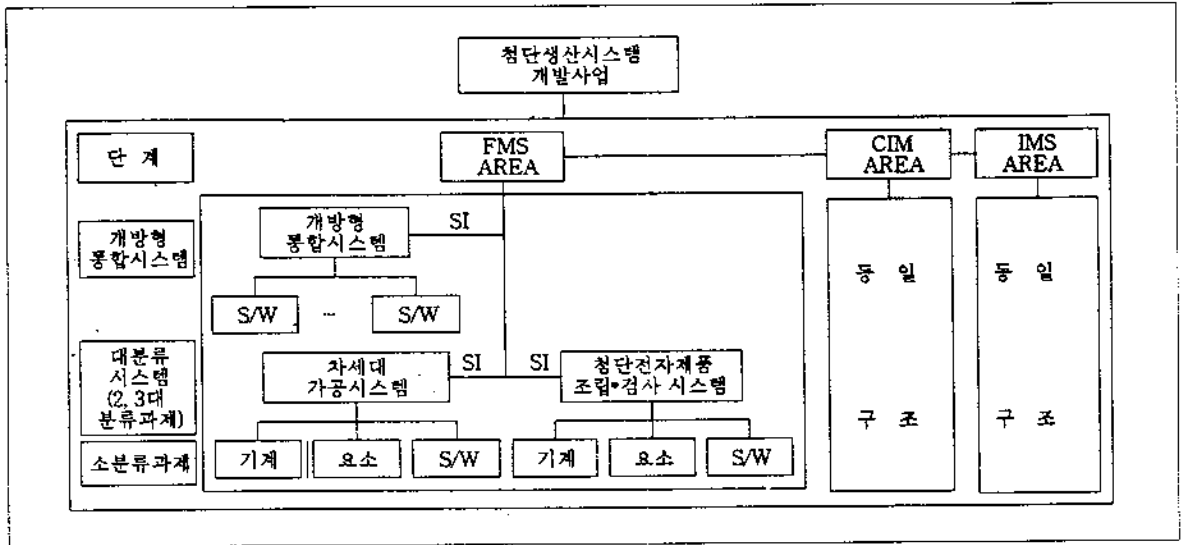 첨단생산시스템
개발사업
단 계
FMS
AREA
CIM
AREA
IMS
AREA
개방형
통합시스템
개방형
통합시스템
SI
S/W
...
S/W
동 일
동 일
대분류
시스템
(2, 3대
분류과제)
차세대
가공시스템
SI
SI
첨단전자제품
조립•검사 시스템
구 조
구 조
소분류과제
기계
요소
S/W
기계
요소
S/W